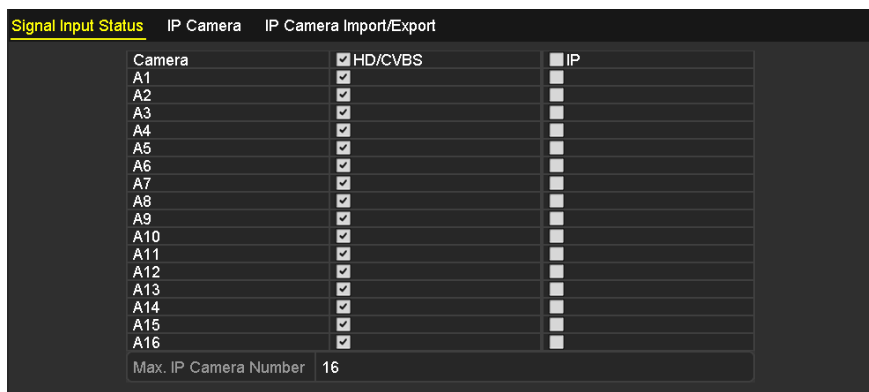 Signal Input Status IP Camera IP Camera Import/Export
Camera HD/CVBS IP
A1
A2
A3
A4
A5
A6
A7
A8
A9
A10
A11
A12
A13
A14
A15
A16
Max. IP Camera Number 16